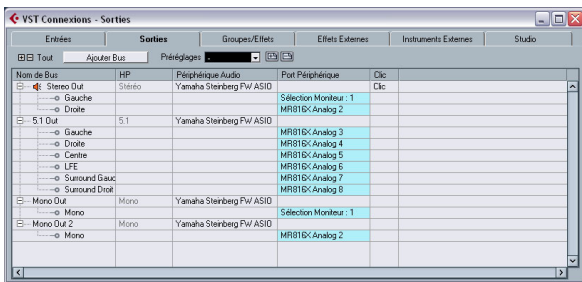 VST Connexions - Sorties
Entrées Sorties Groupes/Effets Effets Externes Instruments Externes Studio
Tout Ajouter Bus Préréglages -
Nom de Bus HP Périphérique Audio Port Périphérique Clic
Stereo Out Stéréo Yamaha Steinberg FW ASIO Clic
Gauche Sélection Moniteur : 1
Droite MR816X Analog 2
5.1 Out 5.1 Yamaha Steinberg FW ASIO
Gauche MR816X Analog 3
Droite MR816X Analog 4
Centre MR816X Analog 5
LFE MR816X Analog 6
Surround Gauc MR816X Analog 7
Surround Droit MR816X Analog 8
Mono Out Mono Yamaha Steinberg FW ASIO
Mono Sélection Moniteur : 1
Mono Out 2 Mono Yamaha Steinberg FW ASIO
Mono MR816X Analog 2